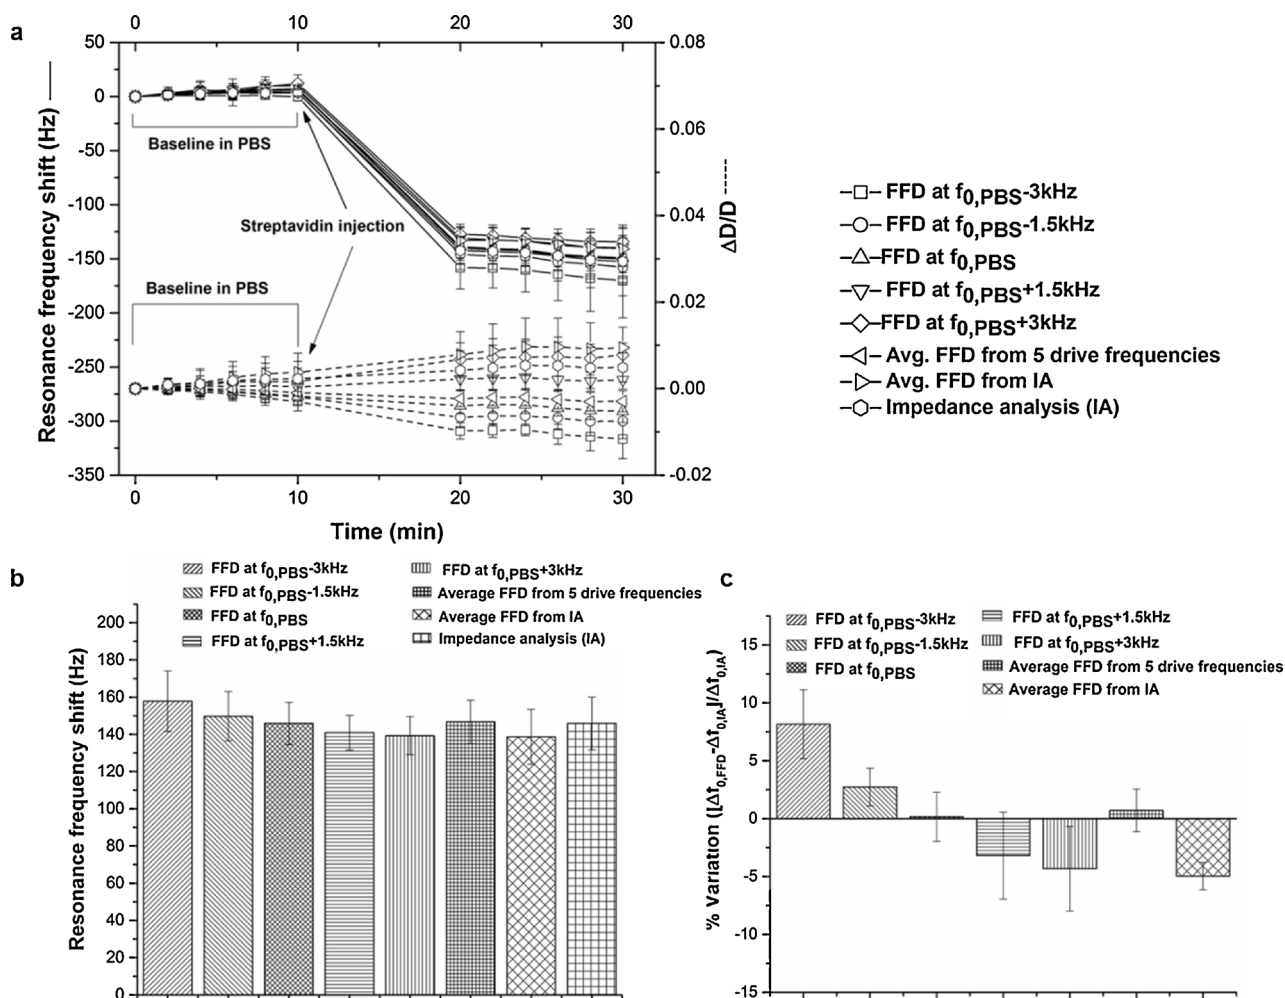 a
0 10 20 30
50
0
-50
-100
-150
-200
-250
-300
-350
Resonance frequency shift (Hz)
0.08
0.06
0.04
0.02
0.00
-0.02
ΔD/D
Baseline in PBS
Streptavidin injection
Baseline in PBS
0 10 20 30
Time (min)
FFD at f0,PBS-3kHz
FFD at f0,PBS-1.5kHz
FFD at f0,PBS
FFD at f0,PBS+1.5kHz
FFD at f0,PBS+3kHz
Avg. FFD from 5 drive frequencies
Avg. FFD from IA
Impedance analysis (IA)
b
FFD at f0,PBS-3kHz
FFD at f0,PBS-1.5kHz
FFD at f0,PBS
FFD at f0,PBS+1.5kHz
FFD at f0,PBS+3kHz
Average FFD from 5 drive frequencies
Average FFD from IA
Impedance analysis (IA)
200
180
160
140
120
100
80
60
40
20
0
Resonance frequency shift (Hz)
c
FFD at f0,PBS-3kHz
FFD at f0,PBS-1.5kHz
FFD at f0,PBS
FFD at f0,PBS+1.5kHz
FFD at f0,PBS+3kHz
Average FFD from 5 drive frequencies
Average FFD from IA
15
10
5
0
-5
-10
-15
% Variation ([Δf0,FFD-Δf0,IA]/Δf0,IA)